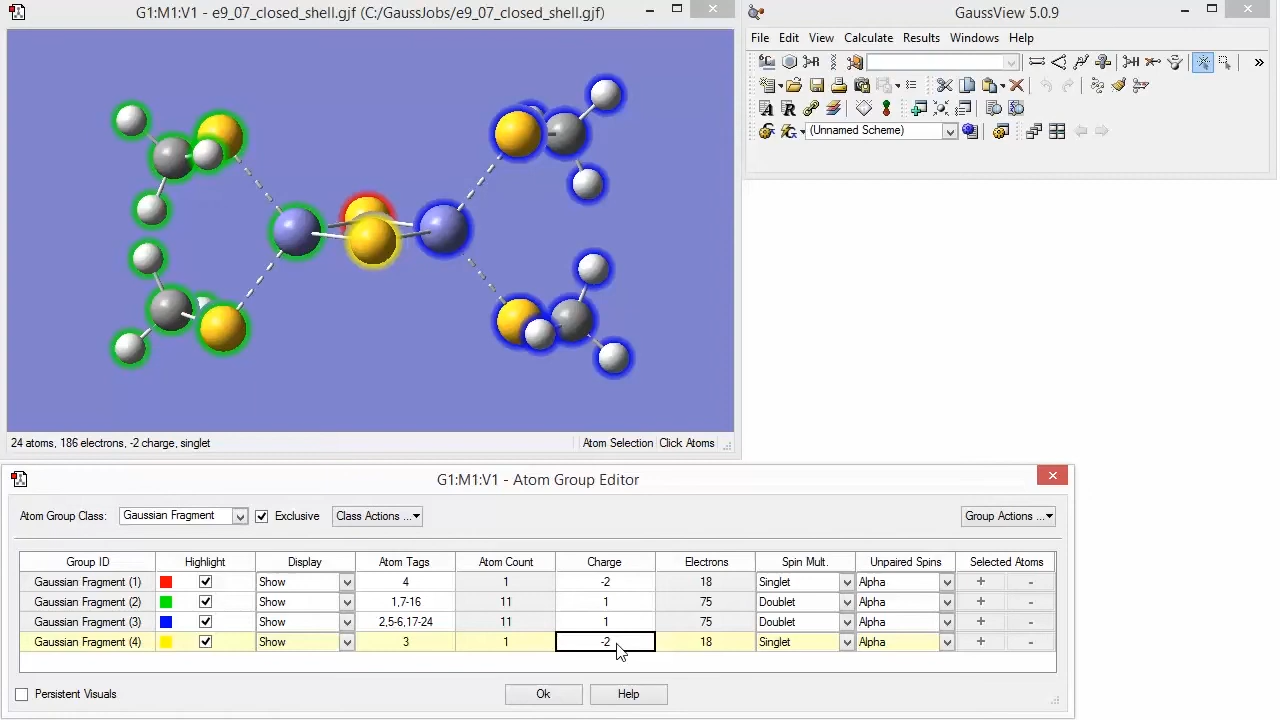 G1:M1:V1 - e9_07_closed_shell.gjf (C:/GaussJobs/e9_07_closed_shell.gjf)
GaussView 5.0.9
File Edit View Calculate Results Windows Help
(Unnamed Scheme)
24 atoms, 186 electrons, -2 charge, singlet
Atom Selection Click Atoms
G1:M1:V1 - Atom Group Editor
Atom Group Class: Gaussian Fragment Exclusive Class Actions ... Group Actions ...
Group ID Highlight Display Atom Tags Atom Count Charge Electrons Spin Mult. Unpaired Spins Selected Atoms
Gaussian Fragment (1) Show 4 1 -2 18 Singlet Alpha + -
Gaussian Fragment (2) Show 1,7-16 11 1 75 Doublet Alpha + -
Gaussian Fragment (3) Show 2,5-6,17-24 11 1 75 Doublet Alpha + -
Gaussian Fragment (4) Show 3 1 -2 18 Singlet Alpha + -
Persistent Visuals Ok Help